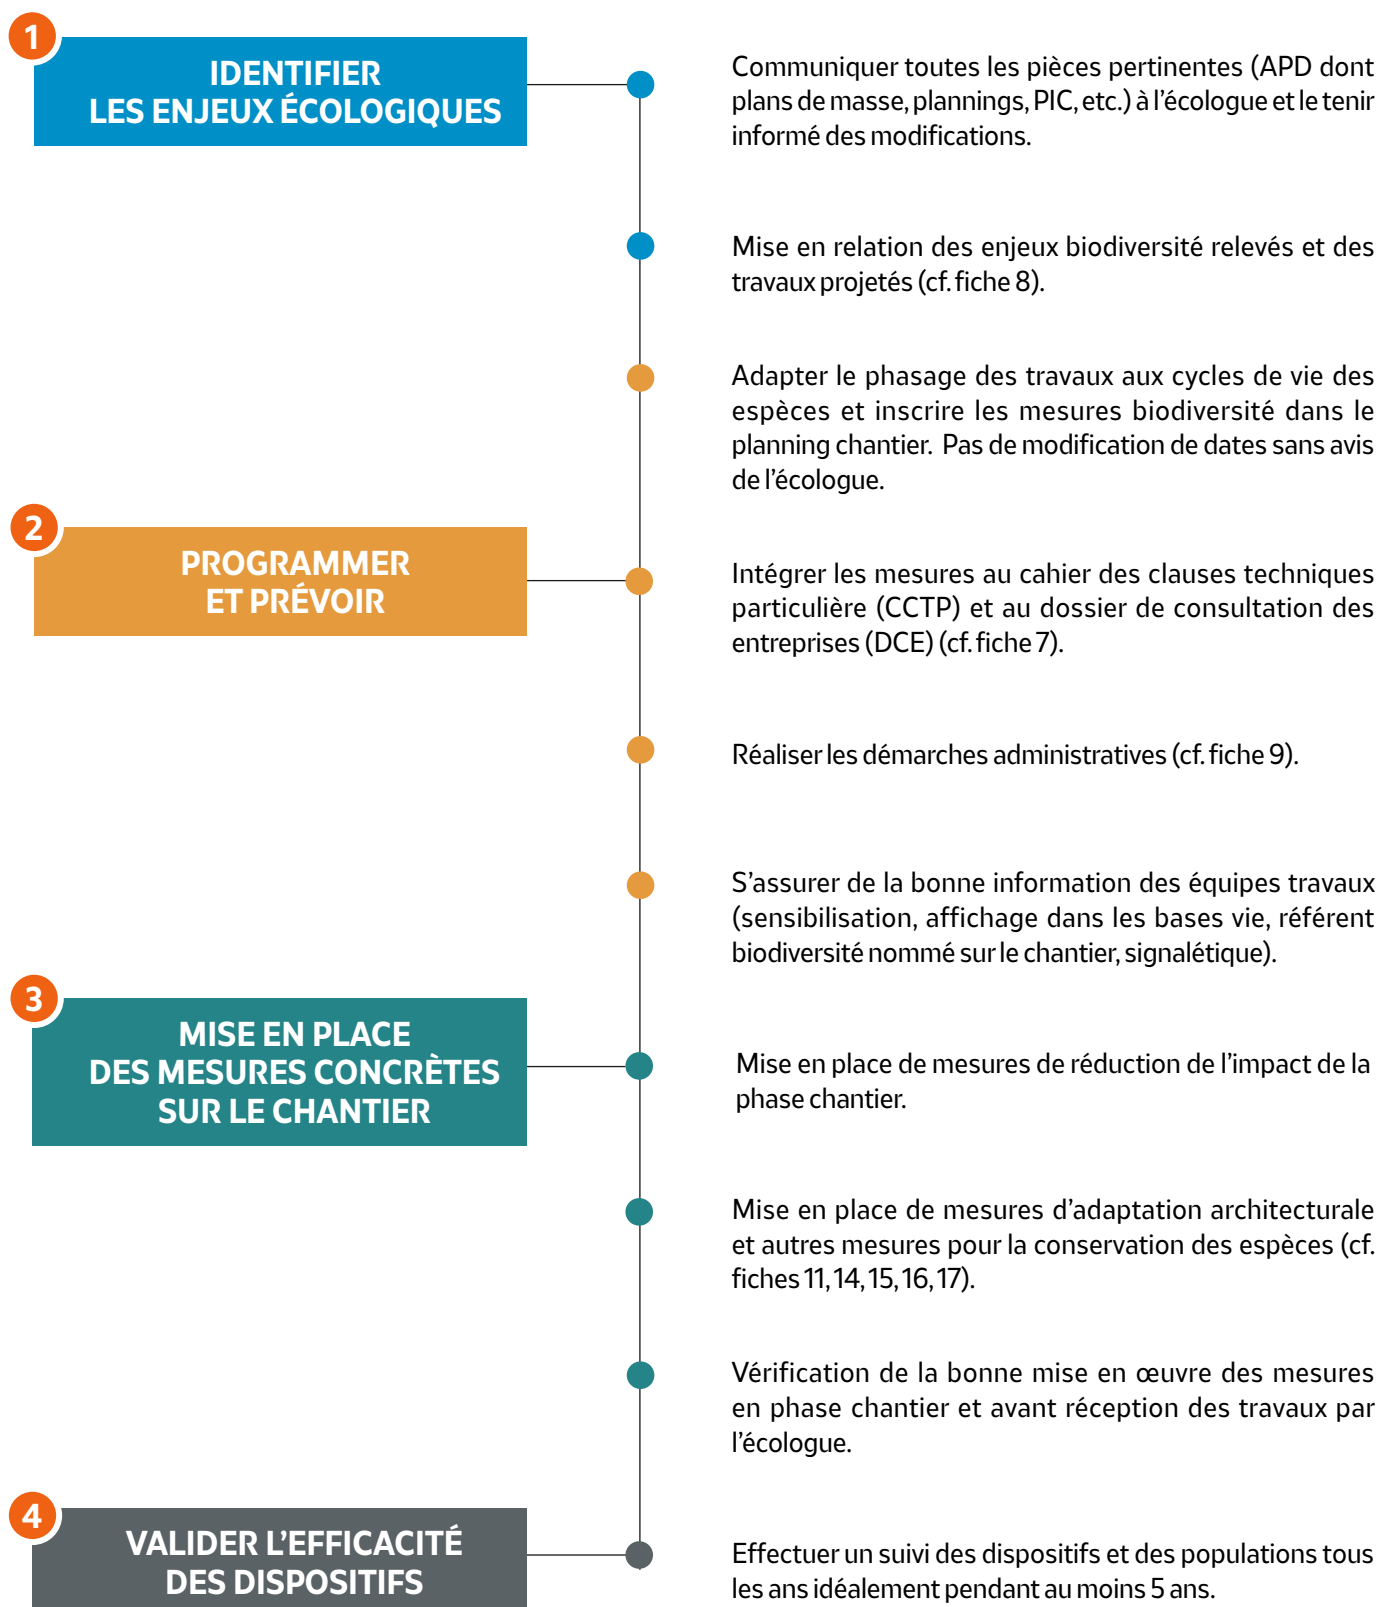 1
IDENTIFIER
LES ENJEUX ÉCOLOGIQUES
Communiquer toutes les pièces pertinentes (APD dont
plans de masse, plannings, PIC, etc.) à l’écologue et le tenir
informé des modifications.
Mise en relation des enjeux biodiversité relevés et des
travaux projetés (cf. fiche 8).
Adapter le phasage des travaux aux cycles de vie des
espèces et inscrire les mesures biodiversité dans le
planning chantier. Pas de modification de dates sans avis
de l’écologue.
2
PROGRAMMER
ET PRÉVOIR
Intégrer les mesures au cahier des clauses techniques
particulière (CCTP) et au dossier de consultation des
entreprises (DCE) (cf. fiche 7).
Réaliser les démarches administratives (cf. fiche 9).
S’assurer de la bonne information des équipes travaux
(sensibilisation, affichage dans les bases vie, référent
biodiversité nommé sur le chantier, signalétique).
3
MISE EN PLACE
DES MESURES CONCRÈTES
SUR LE CHANTIER
Mise en place de mesures de réduction de l’impact de la
phase chantier.
Mise en place de mesures d’adaptation architecturale
et autres mesures pour la conservation des espèces (cf.
fiches 11, 14, 15, 16, 17).
Vérification de la bonne mise en œuvre des mesures
en phase chantier et avant réception des travaux par
l’écologue.
4
VALIDER L’EFFICACITÉ
DES DISPOSITIFS
Effectuer un suivi des dispositifs et des populations tous
les ans idéalement pendant au moins 5 ans.